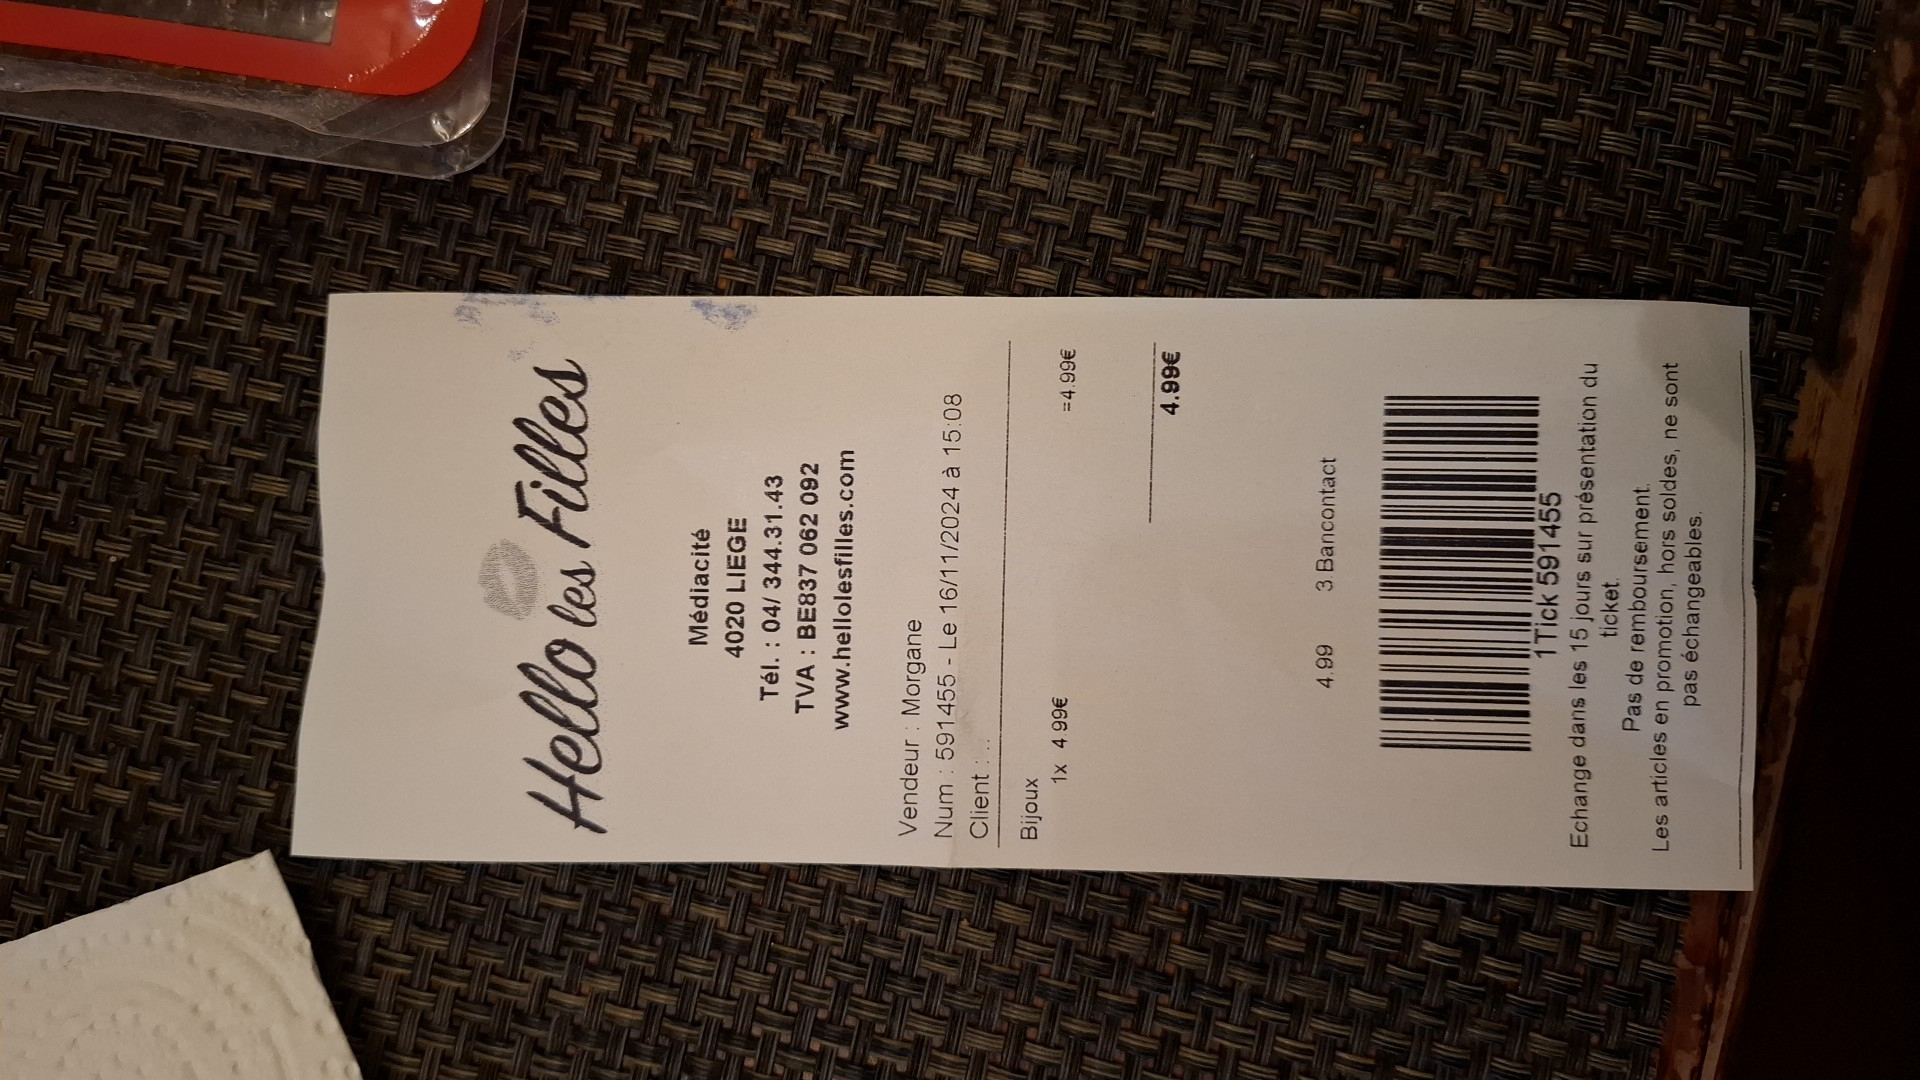 Hello les Filles
Médiacité
4020 LIEGE
Tél. : 04/ 344.31.43
TVA : BE837 062 092
www.hellolesfilles.com
Vendeur : Morgane
Num : 591455 - Le 16/11/2024 à 15:08
Client : ...
Bijoux
1x 4.99€ =4.99€
4.99€
4.99 3.Bancontact
1Tick 591455
Echange dans les 15 jours sur présentation du
ticket.
Pas de remboursement.
Les articles en promotion, hors soldes, ne sont
pas échangeables.